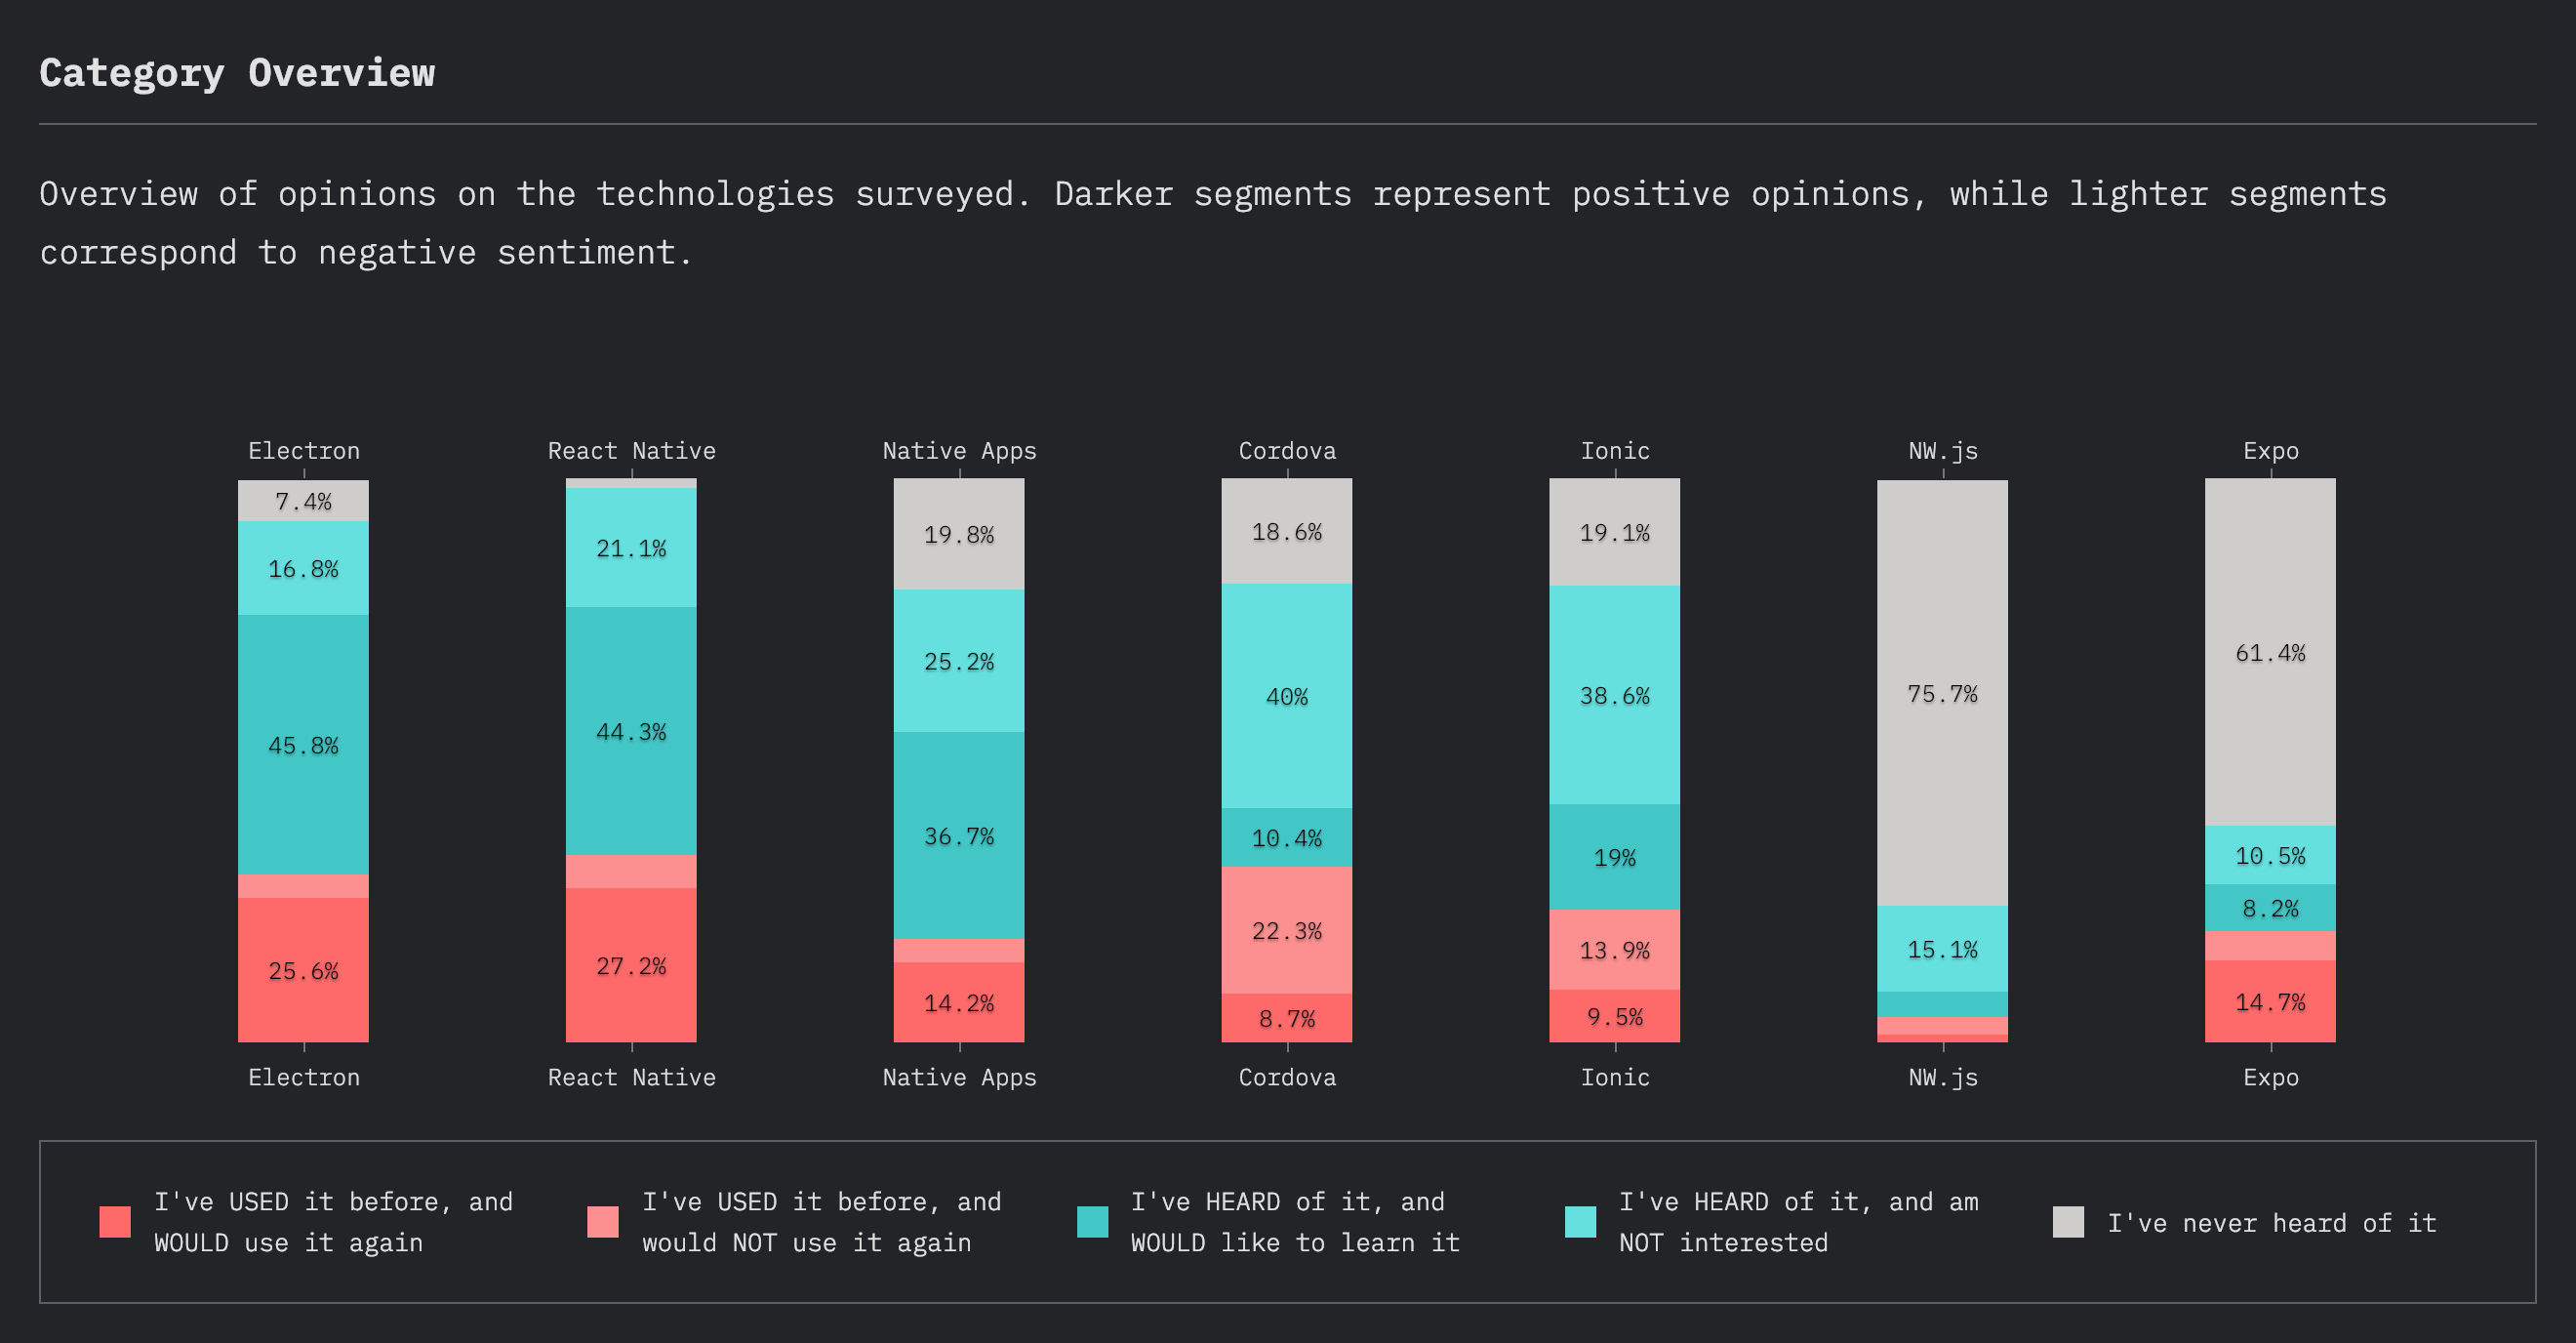 Category Overview
Overview of opinions on the technologies surveyed. Darker segments represent positive opinions, while lighter segments
correspond to negative sentiment.
Electron
React Native
Native Apps
Cordova
Ionic
NW.js
Expo
7.4%
16.8%
45.8%
25.6%
21.1%
44.3%
27.2%
19.8%
25.2%
36.7%
14.2%
18.6%
40%
10.4%
22.3%
8.7%
19.1%
38.6%
19%
13.9%
9.5%
75.7%
15.1%
61.4%
10.5%
8.2%
14.7%
Electron
React Native
Native Apps
Cordova
Ionic
NW.js
Expo
I've USED it before, and
WOULD use it again
I've USED it before, and
would NOT use it again
I've HEARD of it, and
WOULD like to learn it
I've HEARD of it, and am
NOT interested
I've never heard of it